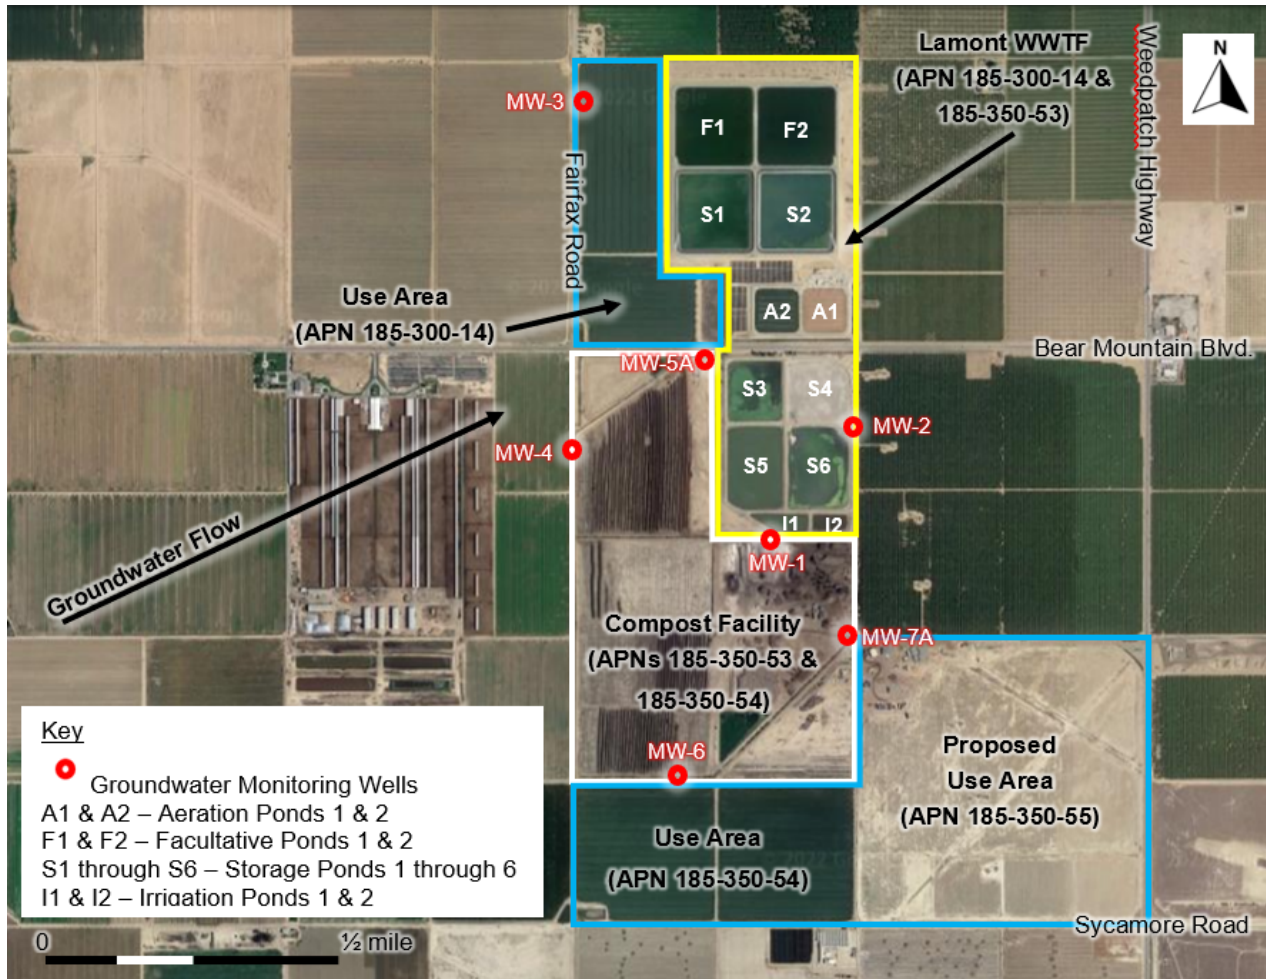 Lamont WWTF
(APN 185-300-14 &
185-350-53)
Weedpatch Highway
N
MW-3
F1
F2
Fairfax Road
S1
S2
Use Area
(APN 185-300-14)
A2
A1
Bear Mountain Blvd.
MW-5A
S3
S4
MW-2
MW-4
S5
S6
I1
I2
Groundwater Flow
MW-1
Compost Facility
(APNs 185-350-53 &
185-350-54)
MW-7A
MW-6
Proposed
Use Area
(APN 185-350-55)
Use Area
(APN 185-350-54)
Key
Groundwater Monitoring Wells
A1 & A2 – Aeration Ponds 1 & 2
F1 & F2 – Facultative Ponds 1 & 2
S1 through S6 – Storage Ponds 1 through 6
I1 & I2 – Irrigation Ponds 1 & 2
Sycamore Road
0
½ mile